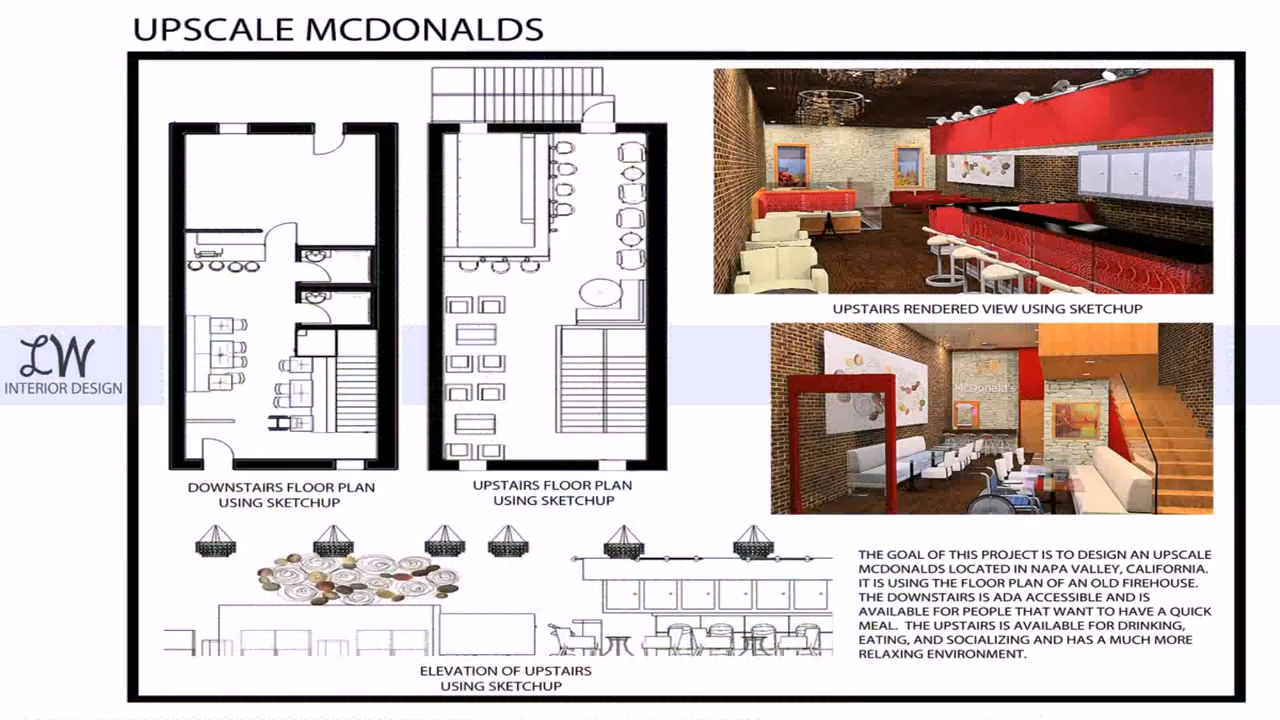 UPSCALE MCDONALDS
LW
INTERIOR DESIGN
DOWNSTAIRS FLOOR PLAN
USING SKETCHUP
UPSTAIRS FLOOR PLAN
USING SKETCHUP
UPSTAIRS RENDERED VIEW USING SKETCHUP
McDonald's
ELEVATION OF UPSTAIRS
USING SKETCHUP
THE GOAL OF THIS PROJECT IS TO DESIGN AN UPSCALE
MCDONALDS LOCATED IN NAPA VALLEY, CALIFORNIA.
IT IS USING THE FLOOR PLAN OF AN OLD FIREHOUSE.
THE DOWNSTAIRS IS ADA ACCESSIBLE AND IS
AVAILABLE FOR PEOPLE THAT WANT TO HAVE A QUICK
MEAL. THE UPSTAIRS IS AVAILABLE FOR DRINKING,
EATING, AND SOCIALIZING AND HAS A MUCH MORE
RELAXING ENVIRONMENT.